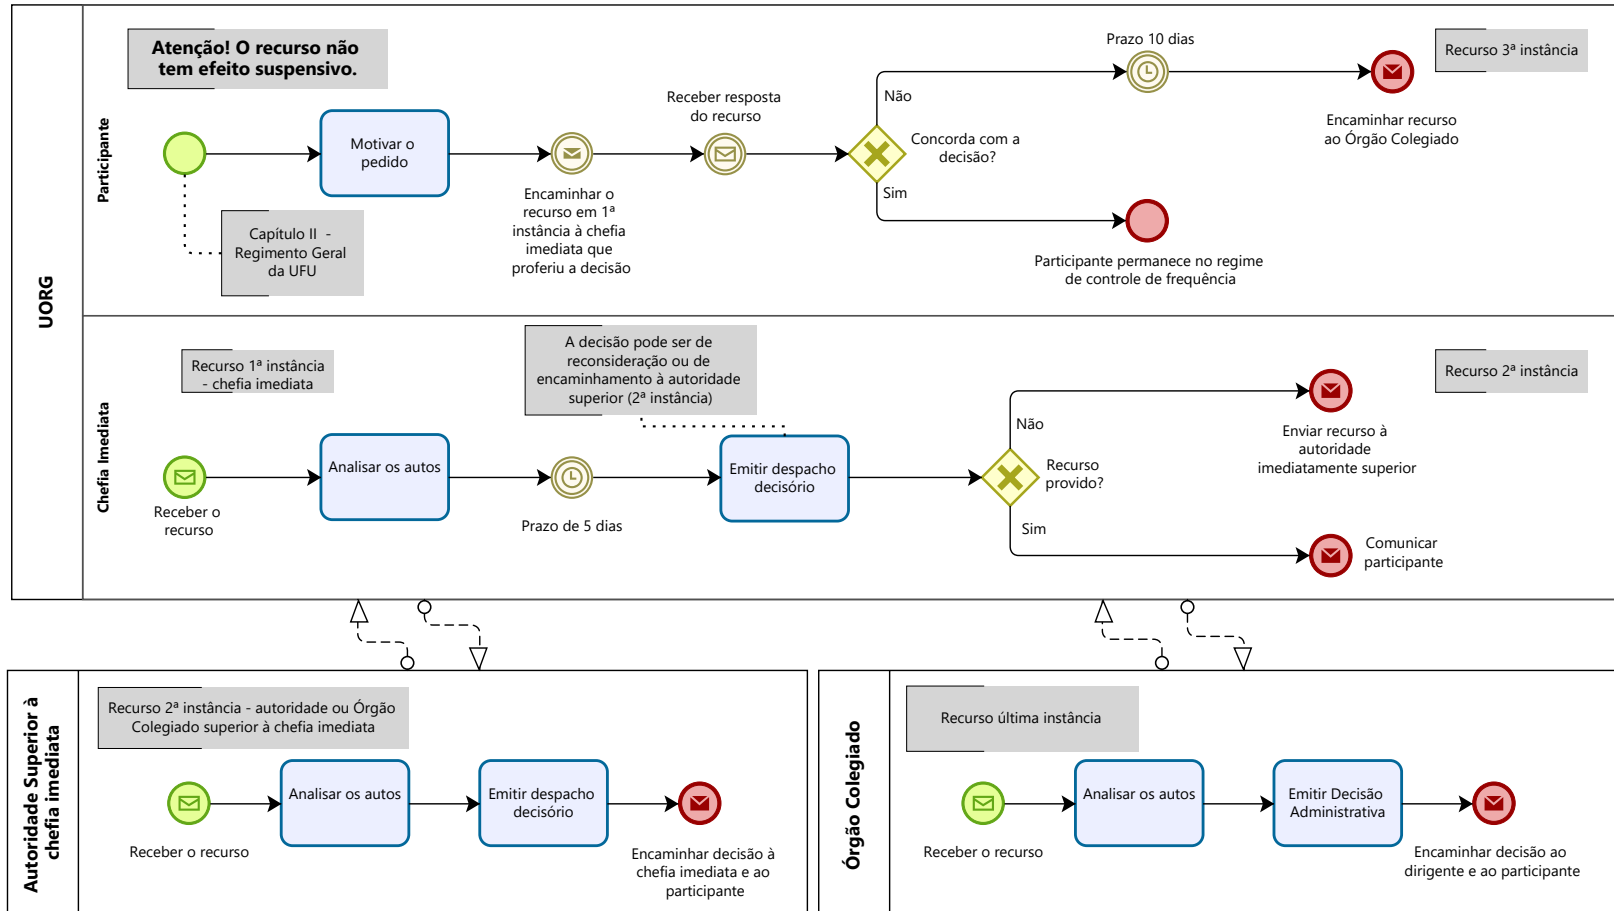 UORG
Participante
Atenção! O recurso não
tem efeito suspensivo.
Motivar o
pedido
Capítulo II -
Regimento Geral
da UFU
Encaminhar o
recurso em 1ª
instância à chefia
imediata que
proferiu a decisão
Receber resposta
do recurso
Concorda com a
decisão?
Não
Sim
Prazo 10 dias
Encaminhar recurso
ao Órgão Colegiado
Recurso 3ª instância
Participante permanece no regime
de controle de frequência
Chefia Imediata
Recurso 1ª instância
- chefia imediata
Receber o
recurso
Analisar os autos
Prazo de 5 dias
A decisão pode ser de
reconsideração ou de
encaminhamento à autoridade
superior (2ª instância)
Emitir despacho
decisório
Recurso
provido?
Não
Sim
Enviar recurso à
autoridade
imediatamente superior
Recurso 2ª instância
Comunicar
participante
Autoridade Superior à
chefia imediata
Recurso 2ª instância - autoridade ou Órgão
Colegiado superior à chefia imediata
Receber o recurso
Analisar os autos
Emitir despacho
decisório
Encaminhar decisão à
chefia imediata e ao
participante
Órgão Colegiado
Recurso última instância
Receber o recurso
Analisar os autos
Emitir Decisão
Administrativa
Encaminhar decisão ao
dirigente e ao participante